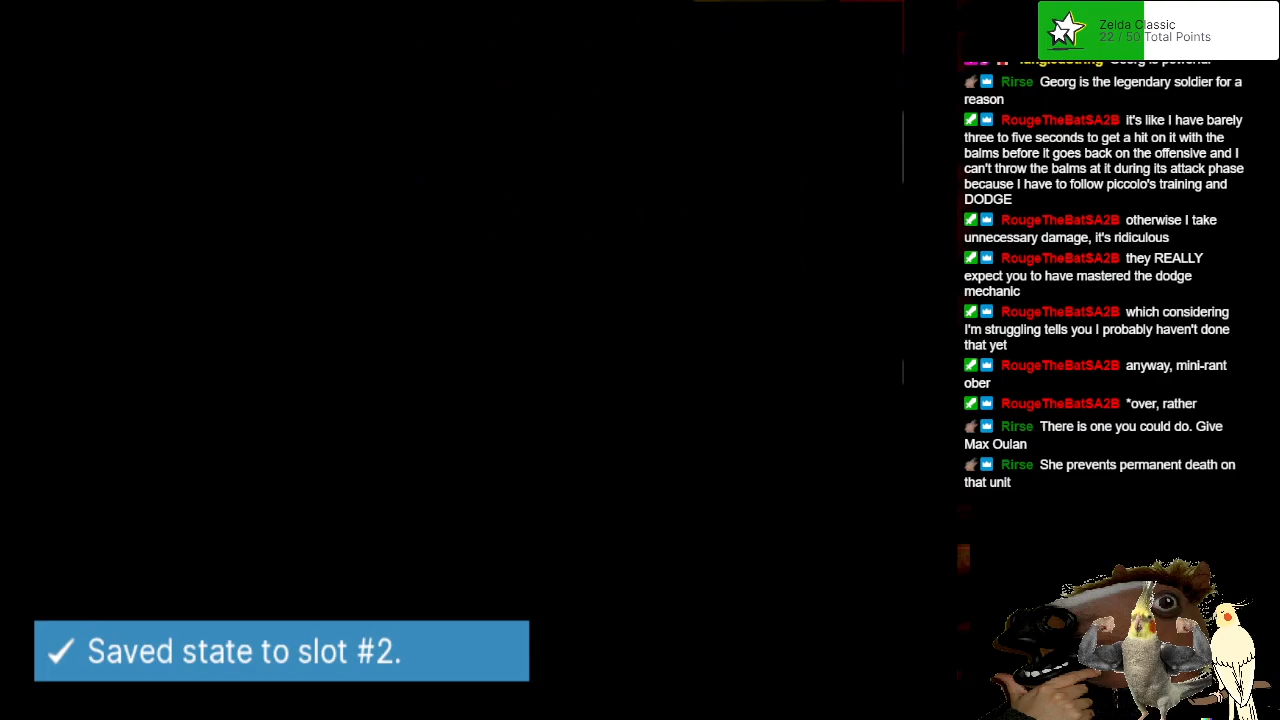 Zelda Classic
22 / 50 Total Points
Georg is powerful
Rirse Georg is the legendary soldier for a
reason
RougeTheBatSA2B it's like I have barely
three to five seconds to get a hit on it with the
balms before it goes back on the offensive and I
can't throw the balms at it during its attack phase
because I have to follow piccolo's training and
DODGE
RougeTheBatSA2B otherwise I take
unnecessary damage, it's ridiculous
RougeTheBatSA2B they REALLY
expect you to have mastered the dodge
mechanic
RougeTheBatSA2B which considering
I'm struggling tells you I probably haven't done
that yet
RougeTheBatSA2B anyway, mini-rant
ober
RougeTheBatSA2B *over, rather
Rirse There is one you could do. Give
Max Oulan
Rirse She prevents permanent death on
that unit
Saved state to slot #2.